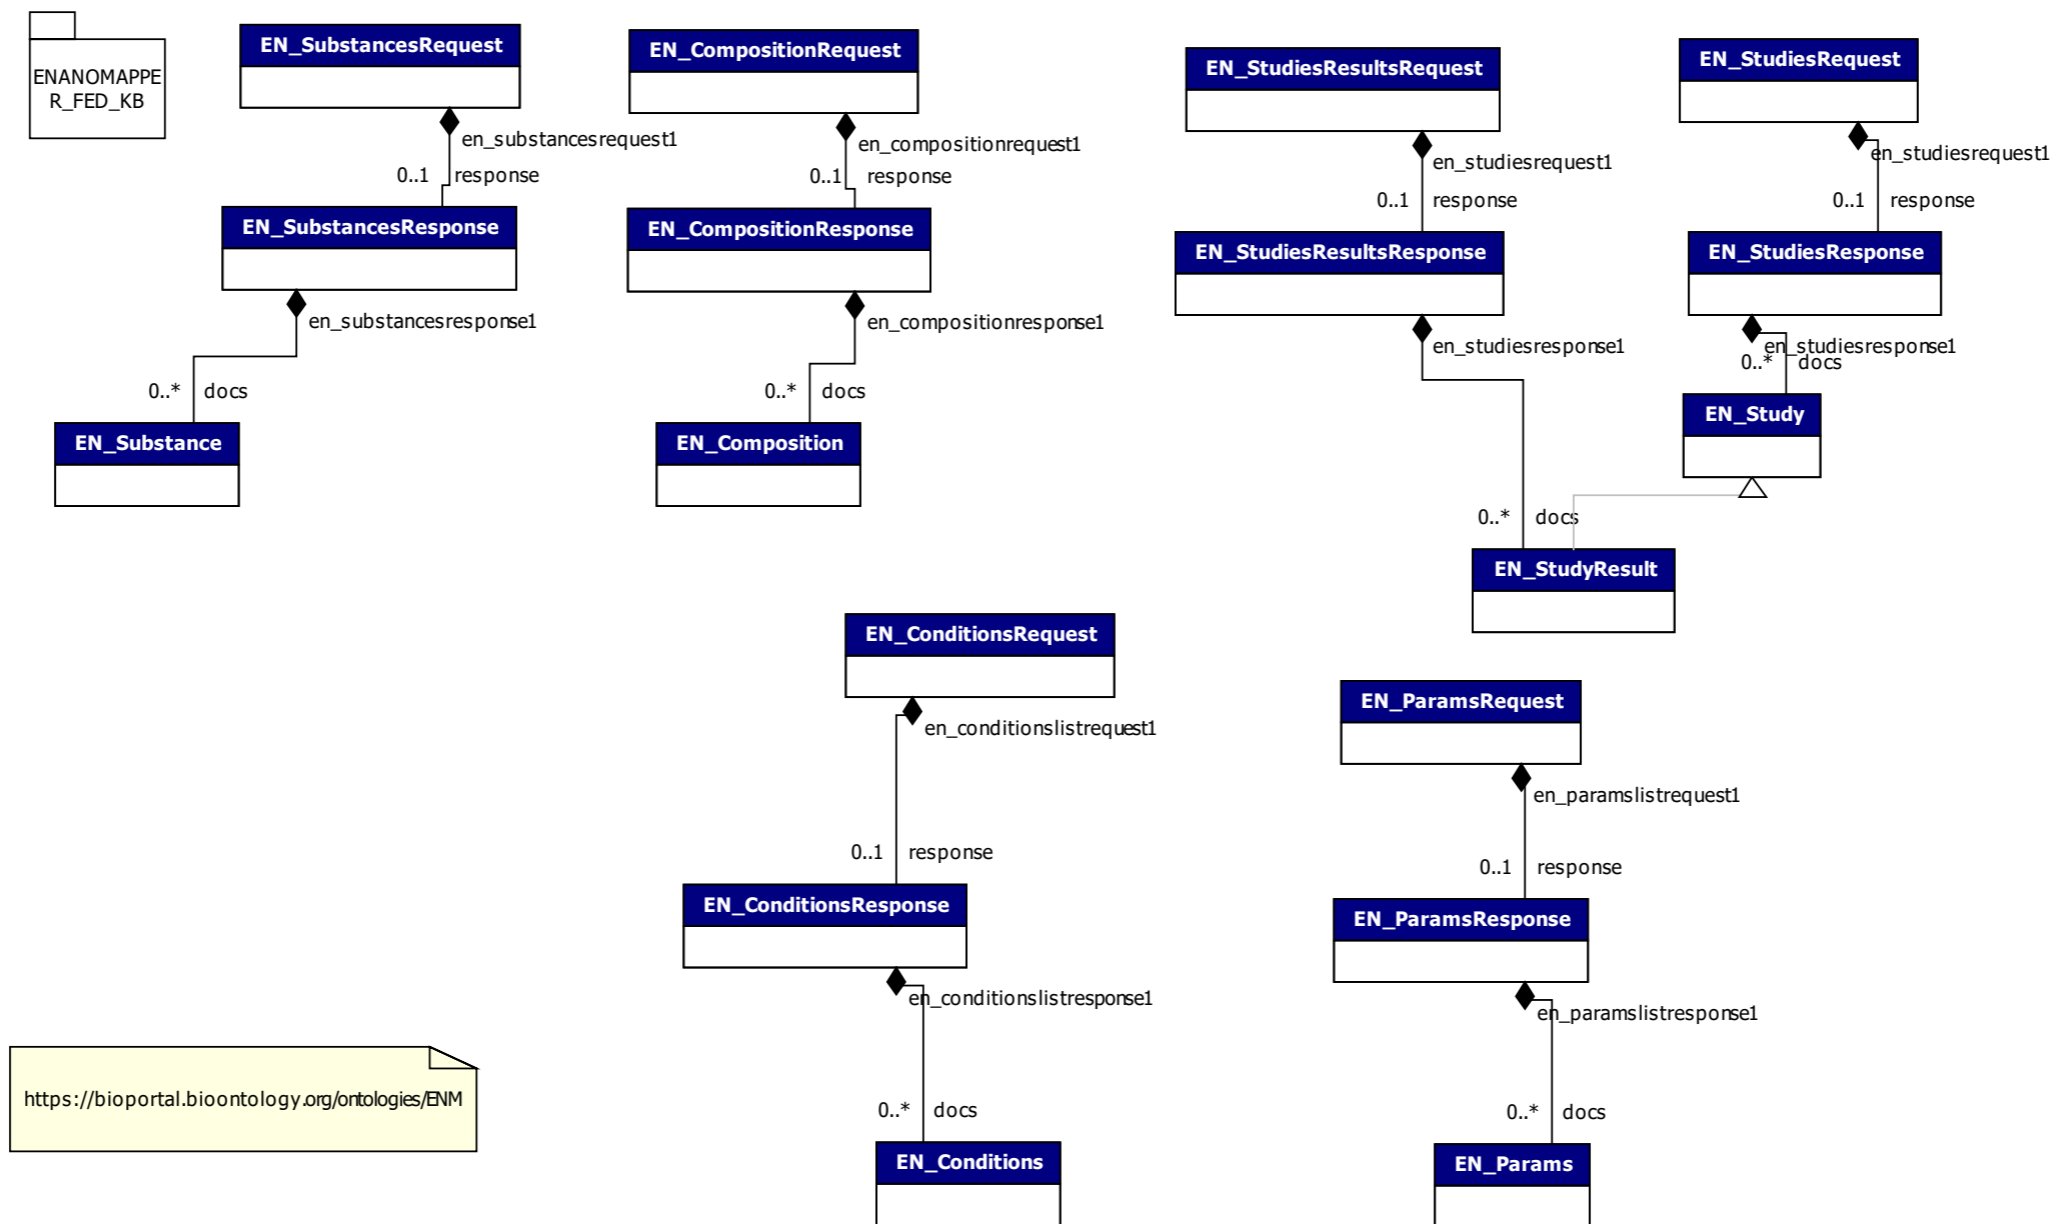 ENANOMAPPE
R_FED_KB
EN_SubstancesRequest
en_substancesrequest1
0..1 response
EN_SubstancesResponse
en_substancesresponse1
0..* docs
EN_Substance
EN_CompositionRequest
en_compositionrequest1
0..1 response
EN_CompositionResponse
en_compositionresponse1
0..* docs
EN_Composition
EN_StudiesResultsRequest
en_studiesrequest1
0..1 response
EN_StudiesResultsResponse
en_studiesresponse1
0..* docs
EN_StudyResult
EN_StudiesRequest
en_studiesrequest1
0..1 response
EN_StudiesResponse
en_studiesresponse1
0..* docs
EN_Study
EN_ConditionsRequest
en_conditionslistrequest1
0..1 response
EN_ConditionsResponse
en_conditionslistresponse1
0..* docs
EN_Conditions
EN_ParamsRequest
en_paramslistrequest1
0..1 response
EN_ParamsResponse
en_paramslistresponse1
0..* docs
EN_Params
https://bioportal.bioontology.org/ontologies/ENM